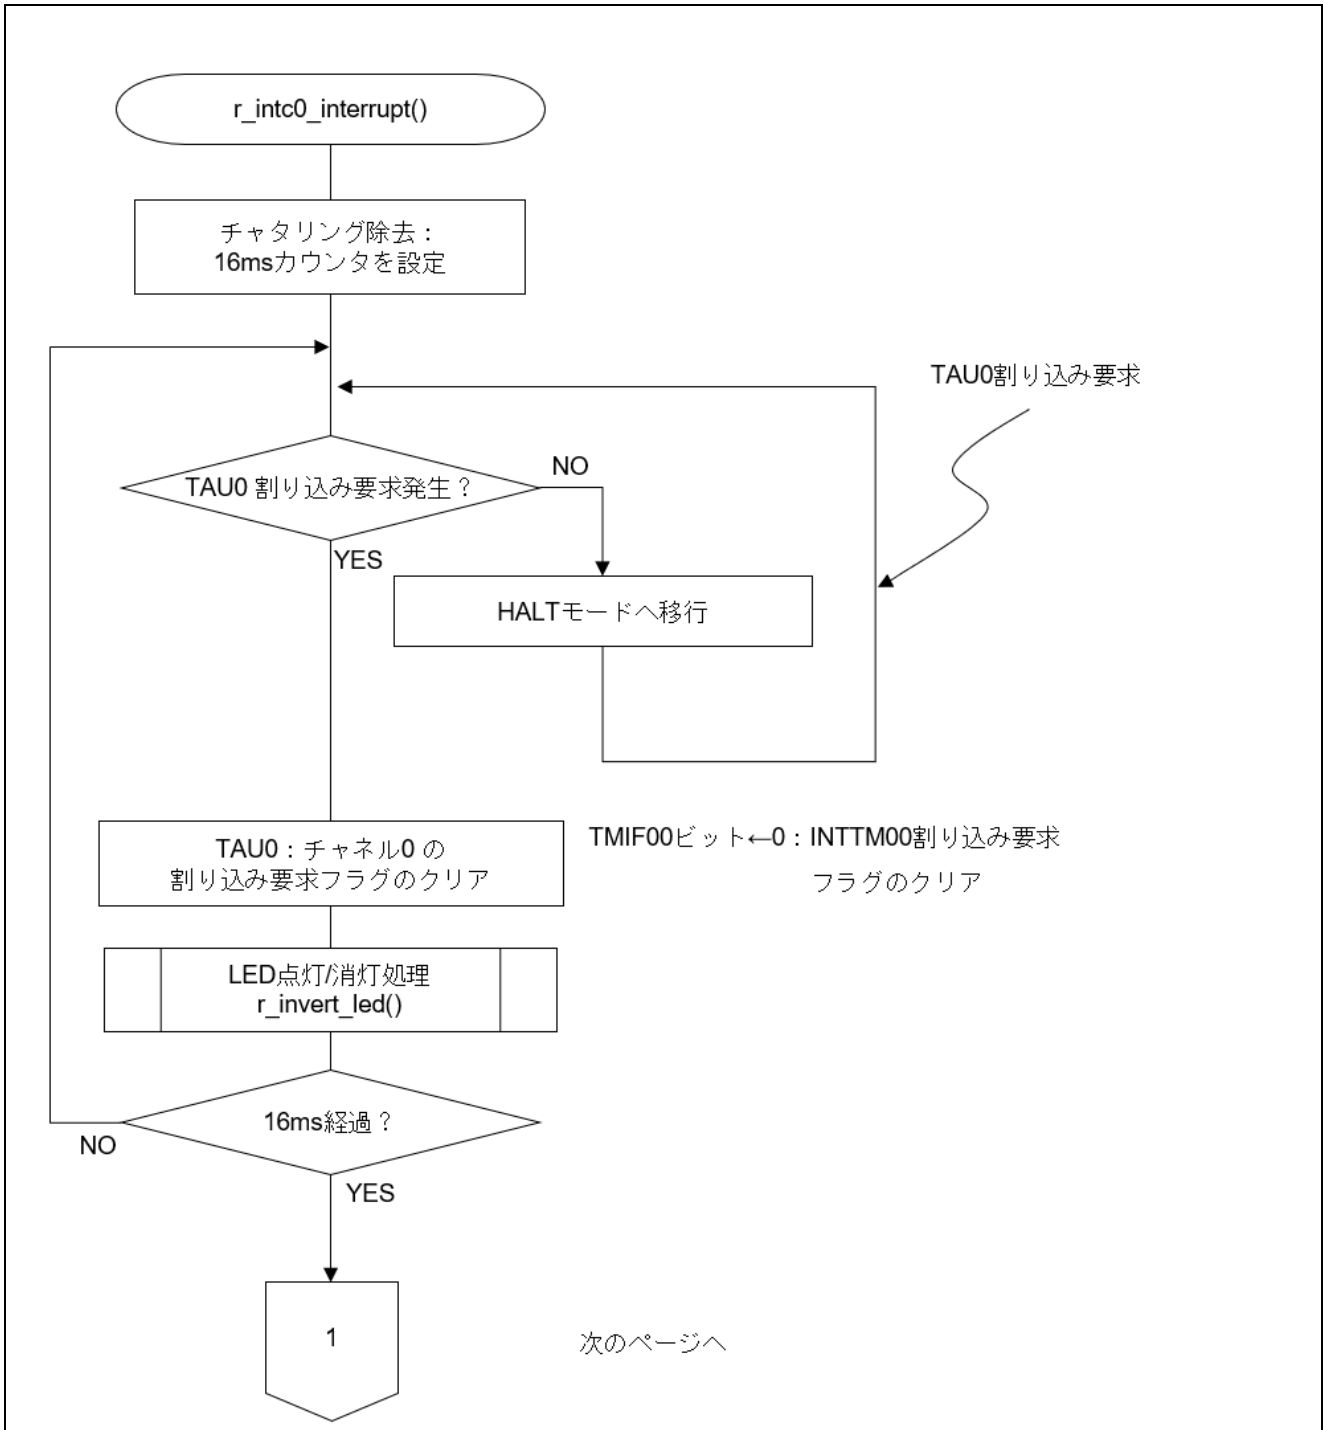 r_intc0_interrupt()
チャタリング除去：
16msカウンタを設定
TAU0割り込み要求
TAU0 割り込み要求発生？
NO
YES
HALTモードへ移行
TAU0：チャネル0 の
割り込み要求フラグのクリア
TMIF00ビット←0：INTTM00割り込み要求
フラグのクリア
LED点灯/消灯処理
r_invert_led()
16ms経過？
NO
YES
1
次のページへ